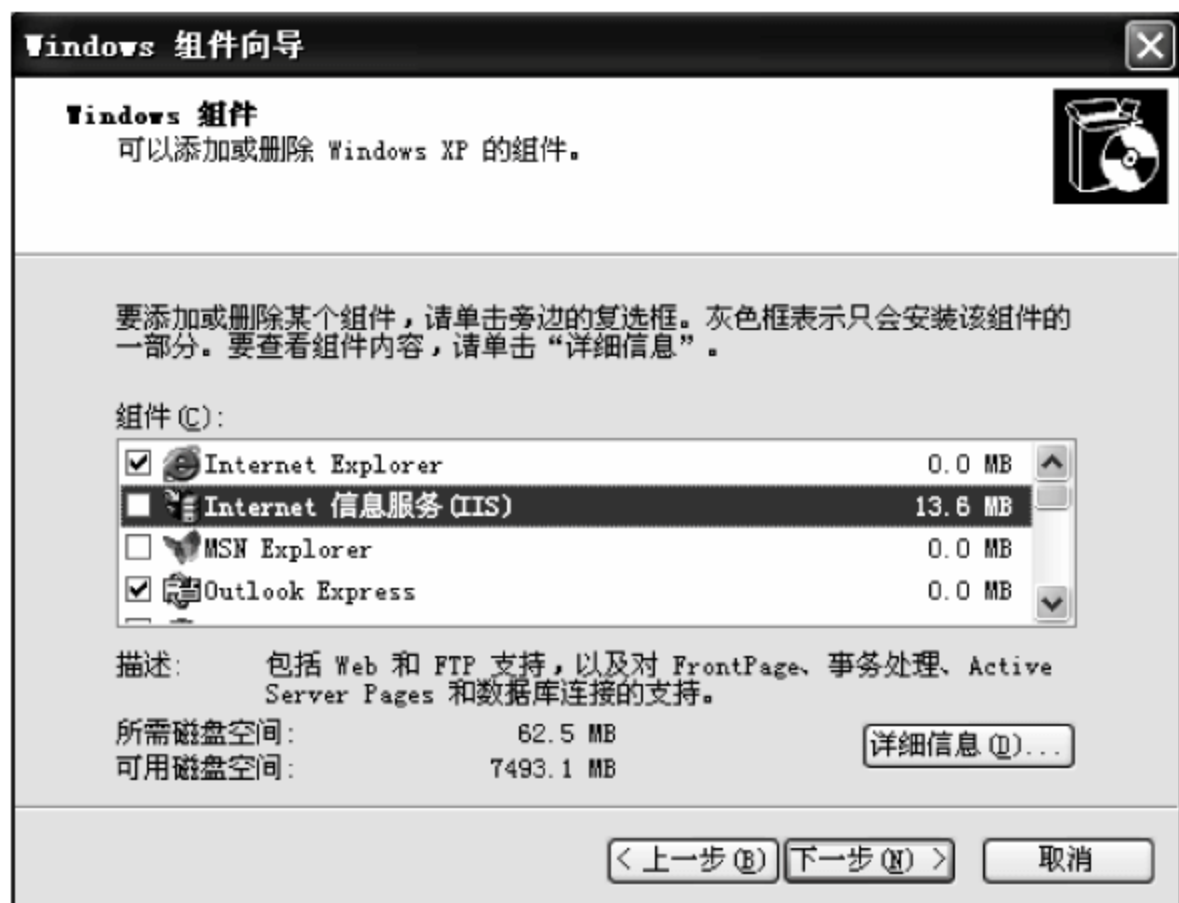 Windows 组件向导
Windows 组件
可以添加或删除 Windows XP 的组件。
要添加或删除某个组件，请单击旁边的复选框。灰色框表示只会安装该组件的
一部分。要查看组件内容，请单击“详细信息”。
组件(C):
Internet Explorer 0.0 MB
Internet 信息服务(IIS) 13.6 MB
MSN Explorer 0.0 MB
Outlook Express 0.0 MB
描述: 包括 Web 和 FTP 支持，以及对 FrontPage、事务处理、Active
Server Pages 和数据库连接的支持。
所需磁盘空间: 62.5 MB
可用磁盘空间: 7493.1 MB
详细信息(D)...
< 上一步(B) 下一步(N) > 取消